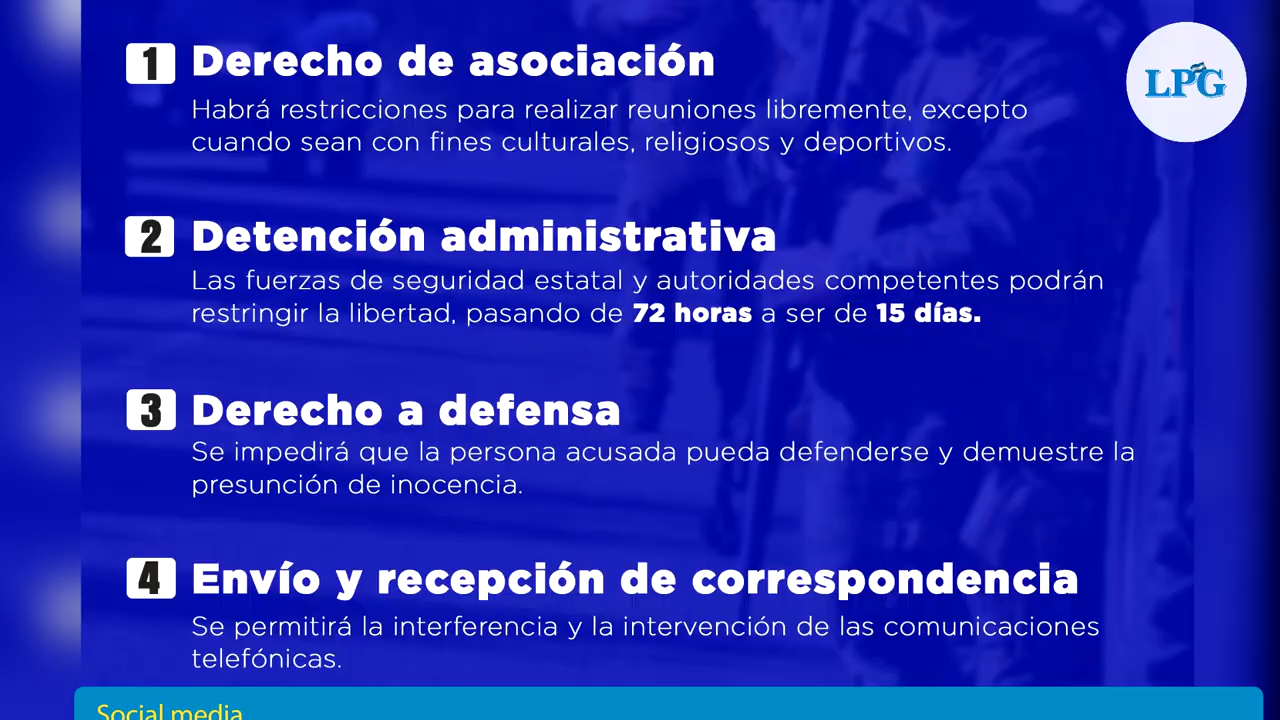 1 Derecho de asociación
LPG
Habrá restricciones para realizar reuniones libremente, excepto
cuando sean con fines culturales, religiosos y deportivos.
2 Detención administrativa
Las fuerzas de seguridad estatal y autoridades competentes podrán
restringir la libertad, pasando de 72 horas a ser de 15 días.
3 Derecho a defensa
Se impedirá que la persona acusada pueda defenderse y demuestre la
presunción de inocencia.
4 Envío y recepción de correspondencia
Se permitirá la interferencia y la intervención de las comunicaciones
telefónicas.
Social media